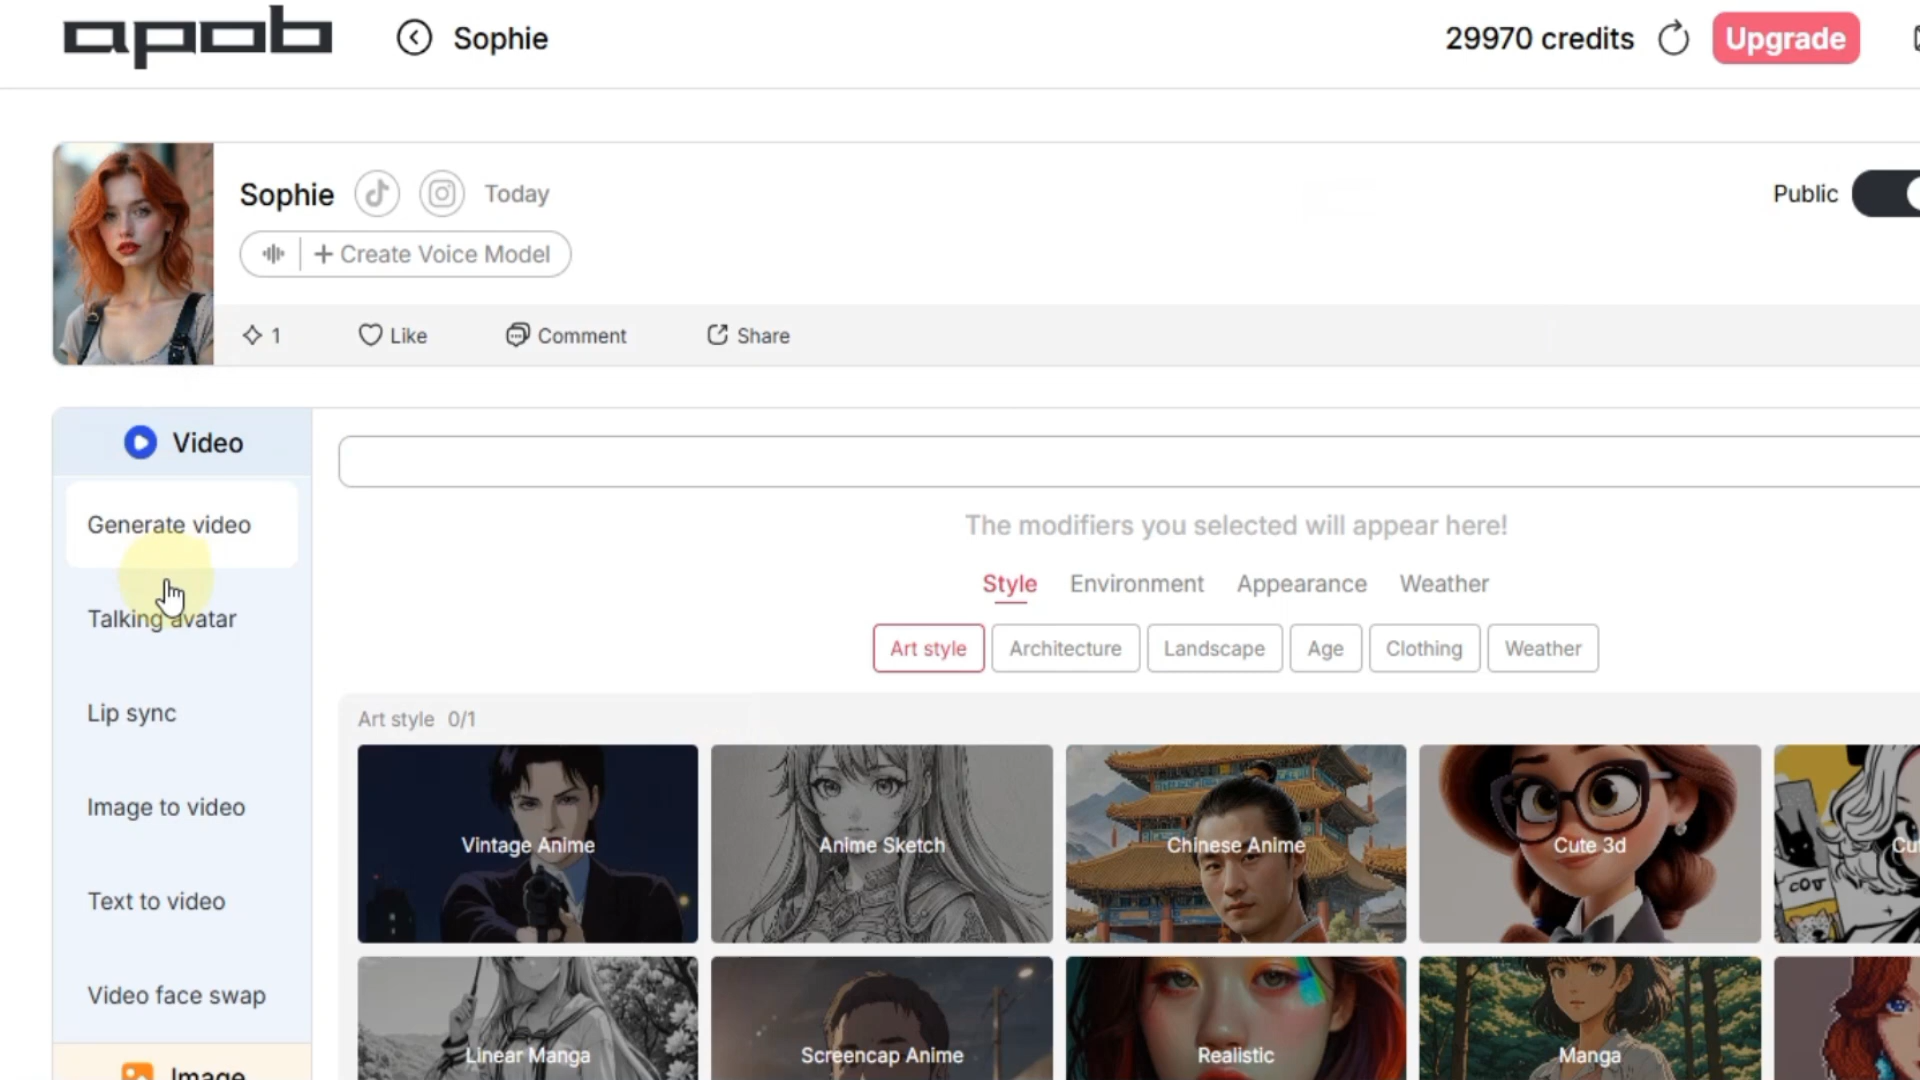 apob
Sophie
29970 credits
Upgrade
Sophie
Today
Public
+ Create Voice Model
1
Like
Comment
Share
Video
Generate video
Talking avatar
Lip sync
Image to video
Text to video
Video face swap
Image
The modifiers you selected will appear here!
Style
Environment
Appearance
Weather
Art style
Architecture
Landscape
Age
Clothing
Weather
Art style 0/1
Vintage Anime
Anime Sketch
Chinese Anime
Cute 3d
Linear Manga
Screencap Anime
Realistic
Manga